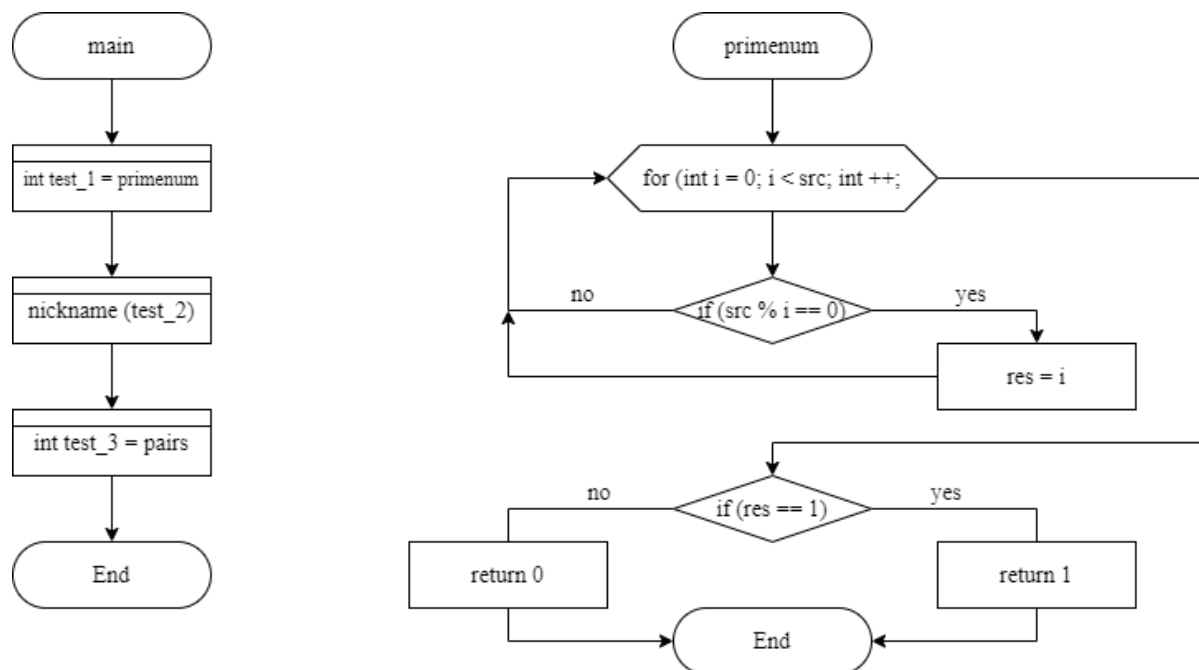 main
int test_1 = primenum
nickname (test_2)
int test_3 = pairs
End
primenum
for (int i = 0; i < src; int ++;
no
if (src % i == 0)
yes
res = i
no
if (res == 1)
yes
return 0
return 1
End